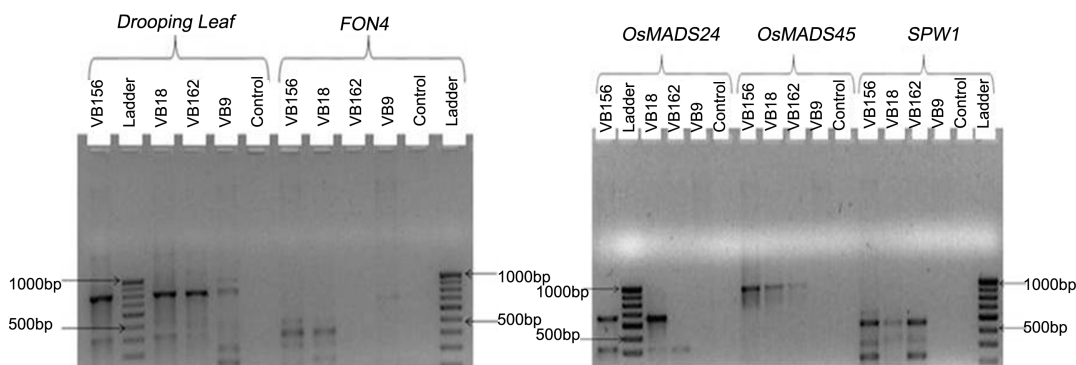 Drooping Leaf FON4
VB156 Ladder VB18 VB162 VB9 Control VB156 VB18 VB162 VB9 Control Ladder
1000bp 1000bp
500bp 500bp
OsMADS24 OsMADS45 SPW1
VB156 Ladder VB18 VB162 VB9 Control VB156 VB18 VB162 VB9 Control VB156 VB18 VB162 VB9 Control Ladder
1000bp 1000bp
500bp 500bp